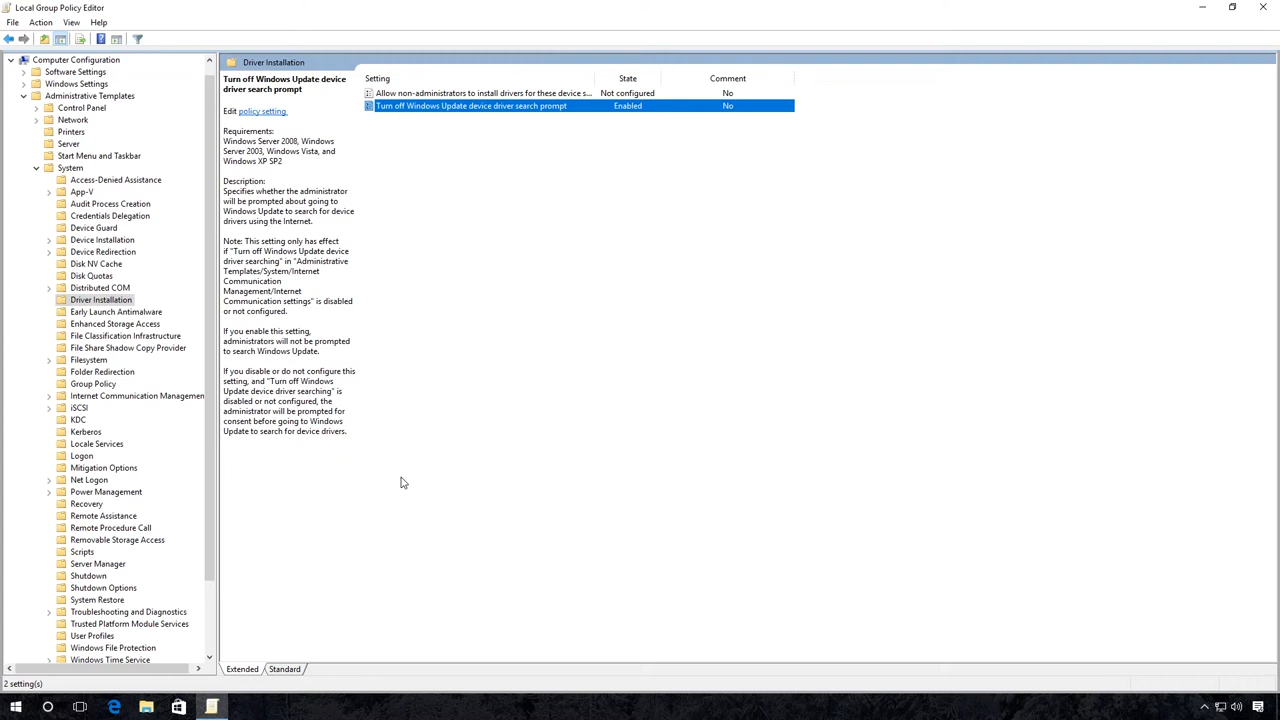 Local Group Policy Editor
File Action View Help
Computer Configuration
Software Settings
Windows Settings
Administrative Templates
Control Panel
Network
Printers
Server
Start Menu and Taskbar
System
Access-Denied Assistance
App-V
Audit Process Creation
Credentials Delegation
Device Guard
Device Installation
Device Redirection
Disk NV Cache
Disk Quotas
Distributed COM
Driver Installation
Early Launch Antimalware
Enhanced Storage Access
File Classification Infrastructure
File Share Shadow Copy Provider
Filesystem
Folder Redirection
Group Policy
Internet Communication Managemen
iSCSI
KDC
Kerberos
Locale Services
Logon
Mitigation Options
Net Logon
Power Management
Recovery
Remote Assistance
Remote Procedure Call
Removable Storage Access
Scripts
Server Manager
Shutdown
Shutdown Options
System Restore
Troubleshooting and Diagnostics
Trusted Platform Module Services
User Profiles
Windows File Protection
Windows Time Service
Driver Installation
Turn off Windows Update device
driver search prompt
Edit policy setting
Requirements:
Windows Server 2008, Windows
Server 2003, Windows Vista, and
Windows XP SP2
Description:
Specifies whether the administrator
will be prompted about going to
Windows Update to search for device
drivers using the Internet.
Note: This setting only has effect
if "Turn off Windows Update device
driver searching" in "Administrative
Templates/System/Internet
Communication
Management/Internet
Communication settings" is disabled
or not configured.
If you enable this setting,
administrators will not be prompted
to search Windows Update.
If you disable or do not configure this
setting, and "Turn off Windows
Update device driver searching" is
disabled or not configured, the
administrator will be prompted for
consent before going to Windows
Update to search for device drivers.
Setting State Comment
Allow non-administrators to install drivers for these device s... Not configured No
Turn off Windows Update device driver search prompt Enabled No
Extended Standard
2 setting(s)